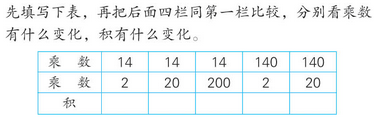 先填写下表，再把后面四栏同第一栏比较，分别看乘数
有什么变化，积有什么变化。
乘 数 14 14 14 140 140
乘 数 2 20 200 2 20
积